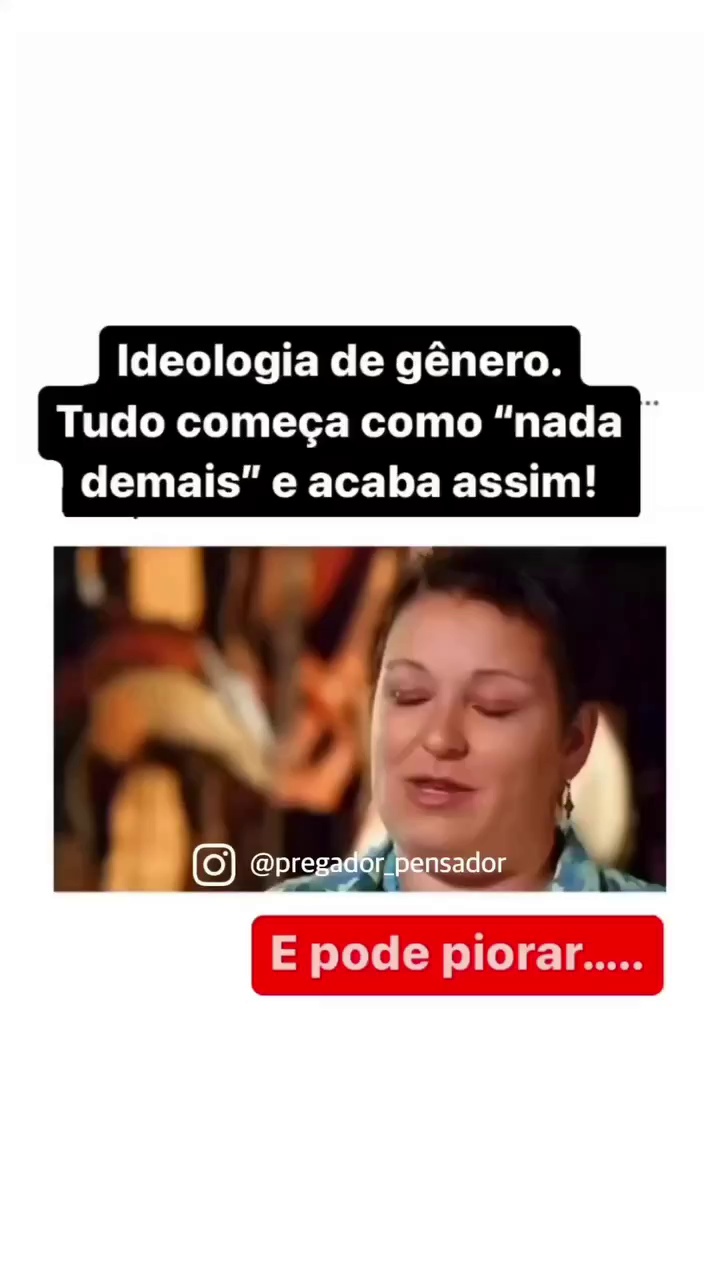 Ideologia de gênero.
Tudo começa como “nada
demais” e acaba assim!
...
@pregador_pensador
E pode piorar.....